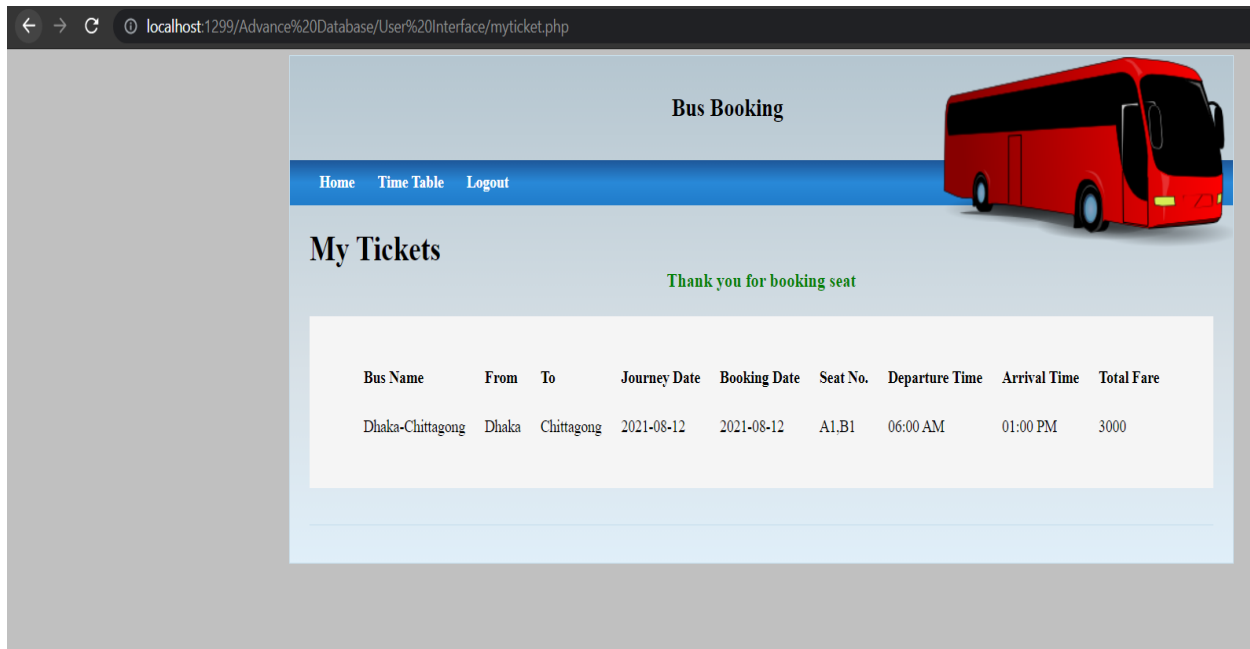 localhost:1299/Advance%20Database/User%20Interface/myticket.php
Bus Booking
Home Time Table Logout
My Tickets
Thank you for booking seat
Bus Name From To Journey Date Booking Date Seat No. Departure Time Arrival Time Total Fare
Dhaka-Chittagong Dhaka Chittagong 2021-08-12 2021-08-12 A1,B1 06:00 AM 01:00 PM 3000